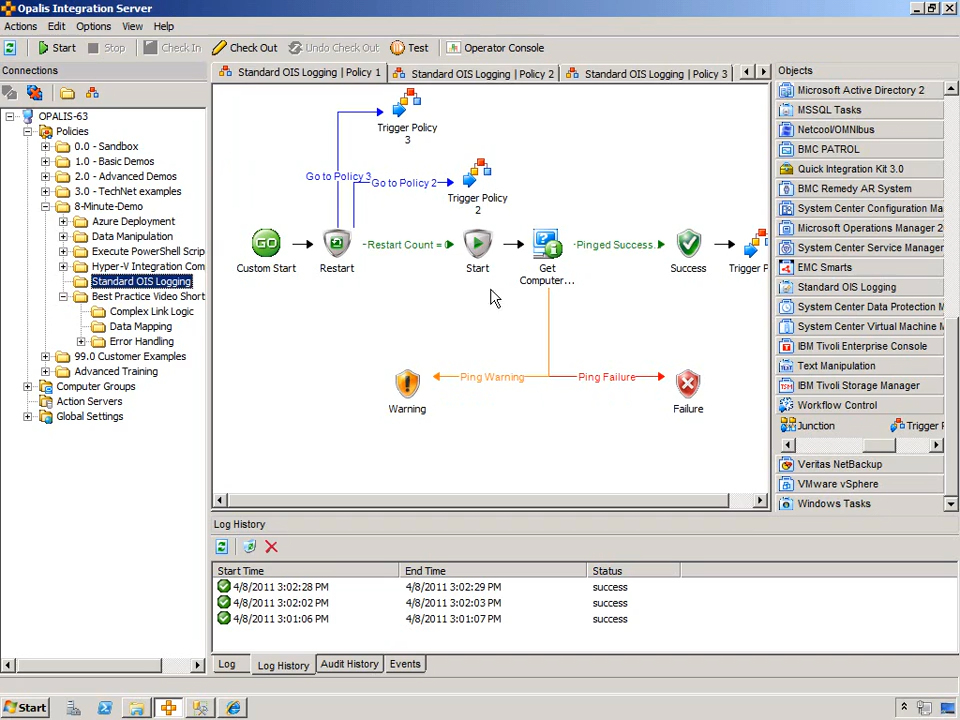 Opalis Integration Server
Actions Edit Options View Help
Start Stop Check In Check Out Undo Check Out Test Operator Console
Connections
OPALIS-63
Policies
0.0 - Sandbox
1.0 - Basic Demos
2.0 - Advanced Demos
3.0 - TechNet examples
8-Minute-Demo
Azure Deployment
Data Manipulation
Execute PowerShell Scrip
Hyper-V Integration Com
Standard OIS Logging
Best Practice Video Short
Complex Link Logic
Data Mapping
Error Handling
99.0 Customer Examples
Advanced Training
Computer Groups
Action Servers
Global Settings
Standard OIS Logging | Policy 1
Standard OIS Logging | Policy 2
Standard OIS Logging | Policy 3
Trigger Policy
3
Go to Policy 3
Go to Policy 2
Trigger Policy
2
GO
Custom Start
Restart
Restart Count = 0
Start
Get
Computer...
Pinged Success..
Success
Trigger P
Ping Warning
Ping Failure
Warning
Failure
Objects
Microsoft Active Directory 2
MSSQL Tasks
Netcool/OMNIbus
BMC PATROL
Quick Integration Kit 3.0
BMC Remedy AR System
System Center Configuration Ma
Microsoft Operations Manager 2
System Center Service Manager
EMC Smarts
Standard OIS Logging
System Center Data Protection M
System Center Virtual Machine M
IBM Tivoli Enterprise Console
Text Manipulation
IBM Tivoli Storage Manager
Workflow Control
Junction Trigger P
Veritas NetBackup
VMware vSphere
Windows Tasks
Log History
Start Time End Time Status
4/8/2011 3:02:28 PM 4/8/2011 3:02:29 PM success
4/8/2011 3:02:02 PM 4/8/2011 3:02:03 PM success
4/8/2011 3:01:06 PM 4/8/2011 3:01:07 PM success
Log Log History Audit History Events
Start